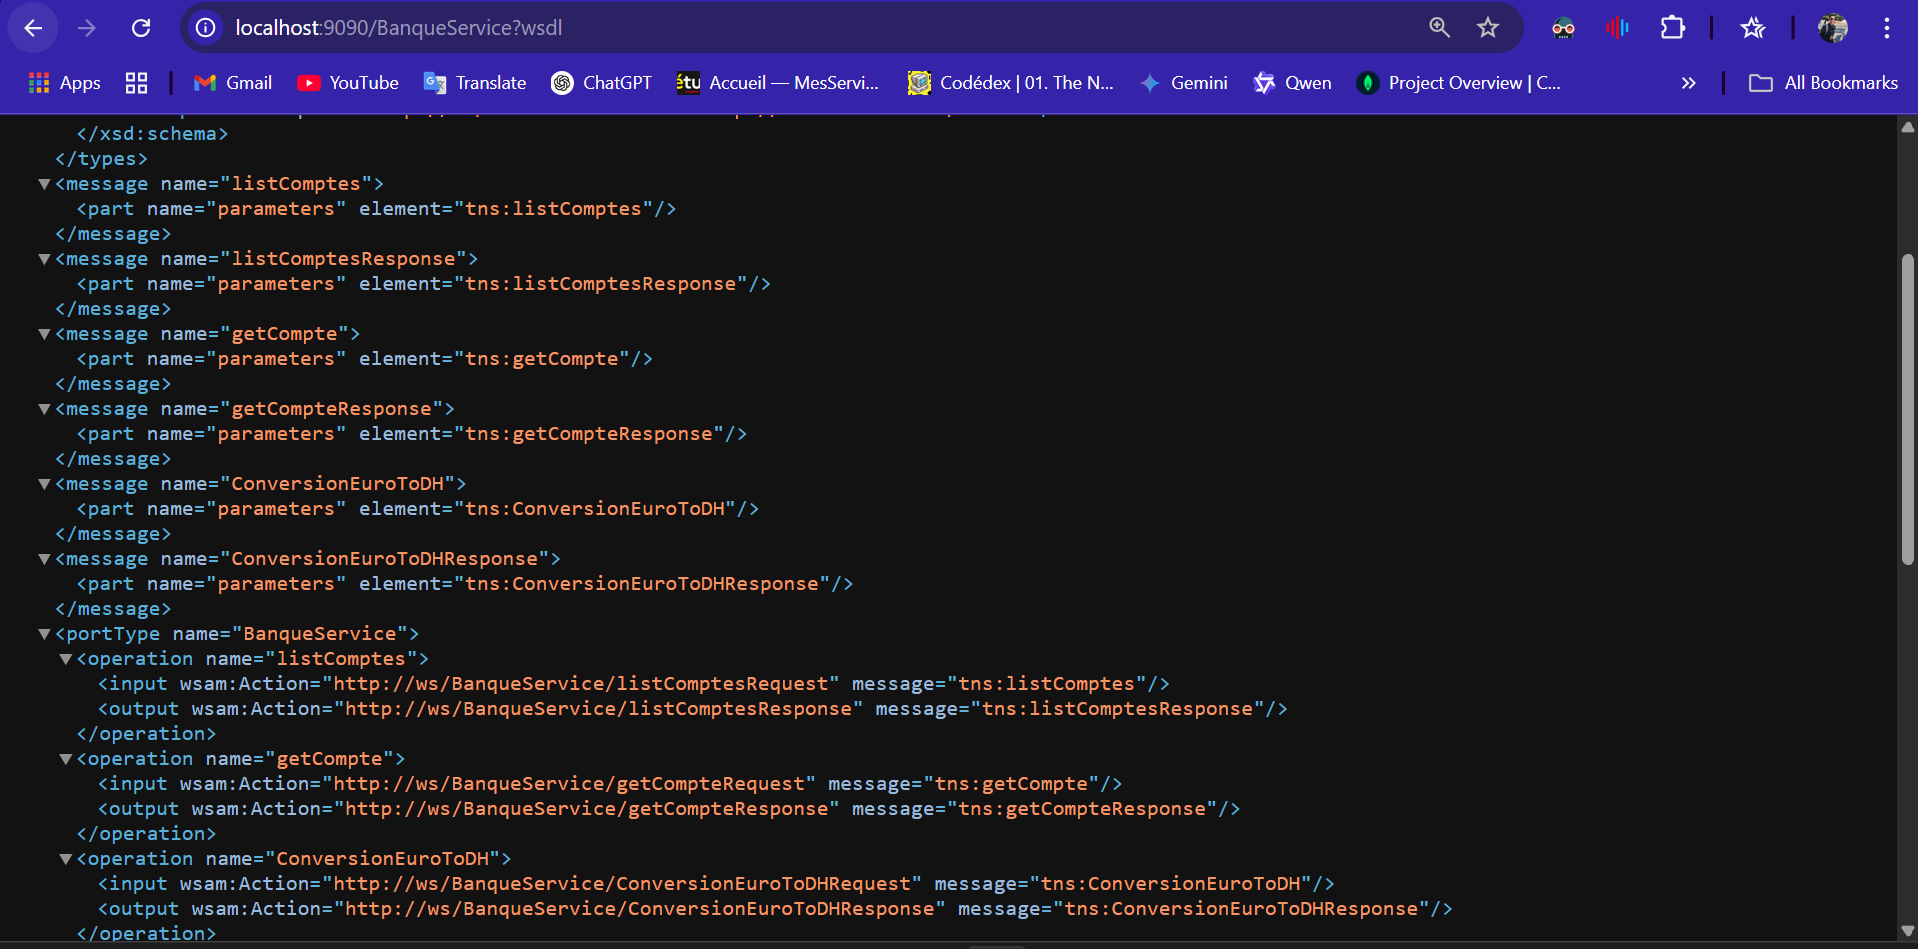 localhost:9090/BanqueService?wsdl
Apps Gmail YouTube Translate ChatGPT étu Accueil — MesServi... Codédex | 01. The N... Gemini Qwen Project Overview | C... » All Bookmarks
</xsd:schema>
</types>
▼<message name="listComptes">
<part name="parameters" element="tns:listComptes"/>
</message>
▼<message name="listComptesResponse">
<part name="parameters" element="tns:listComptesResponse"/>
</message>
▼<message name="getCompte">
<part name="parameters" element="tns:getCompte"/>
</message>
▼<message name="getCompteResponse">
<part name="parameters" element="tns:getCompteResponse"/>
</message>
▼<message name="ConversionEuroToDH">
<part name="parameters" element="tns:ConversionEuroToDH"/>
</message>
▼<message name="ConversionEuroToDHResponse">
<part name="parameters" element="tns:ConversionEuroToDHResponse"/>
</message>
▼<portType name="BanqueService">
▼<operation name="listComptes">
<input wsam:Action="http://ws/BanqueService/listComptesRequest" message="tns:listComptes"/>
<output wsam:Action="http://ws/BanqueService/listComptesResponse" message="tns:listComptesResponse"/>
</operation>
▼<operation name="getCompte">
<input wsam:Action="http://ws/BanqueService/getCompteRequest" message="tns:getCompte"/>
<output wsam:Action="http://ws/BanqueService/getCompteResponse" message="tns:getCompteResponse"/>
</operation>
▼<operation name="ConversionEuroToDH">
<input wsam:Action="http://ws/BanqueService/ConversionEuroToDHRequest" message="tns:ConversionEuroToDH"/>
<output wsam:Action="http://ws/BanqueService/ConversionEuroToDHResponse" message="tns:ConversionEuroToDHResponse"/>
</operation>